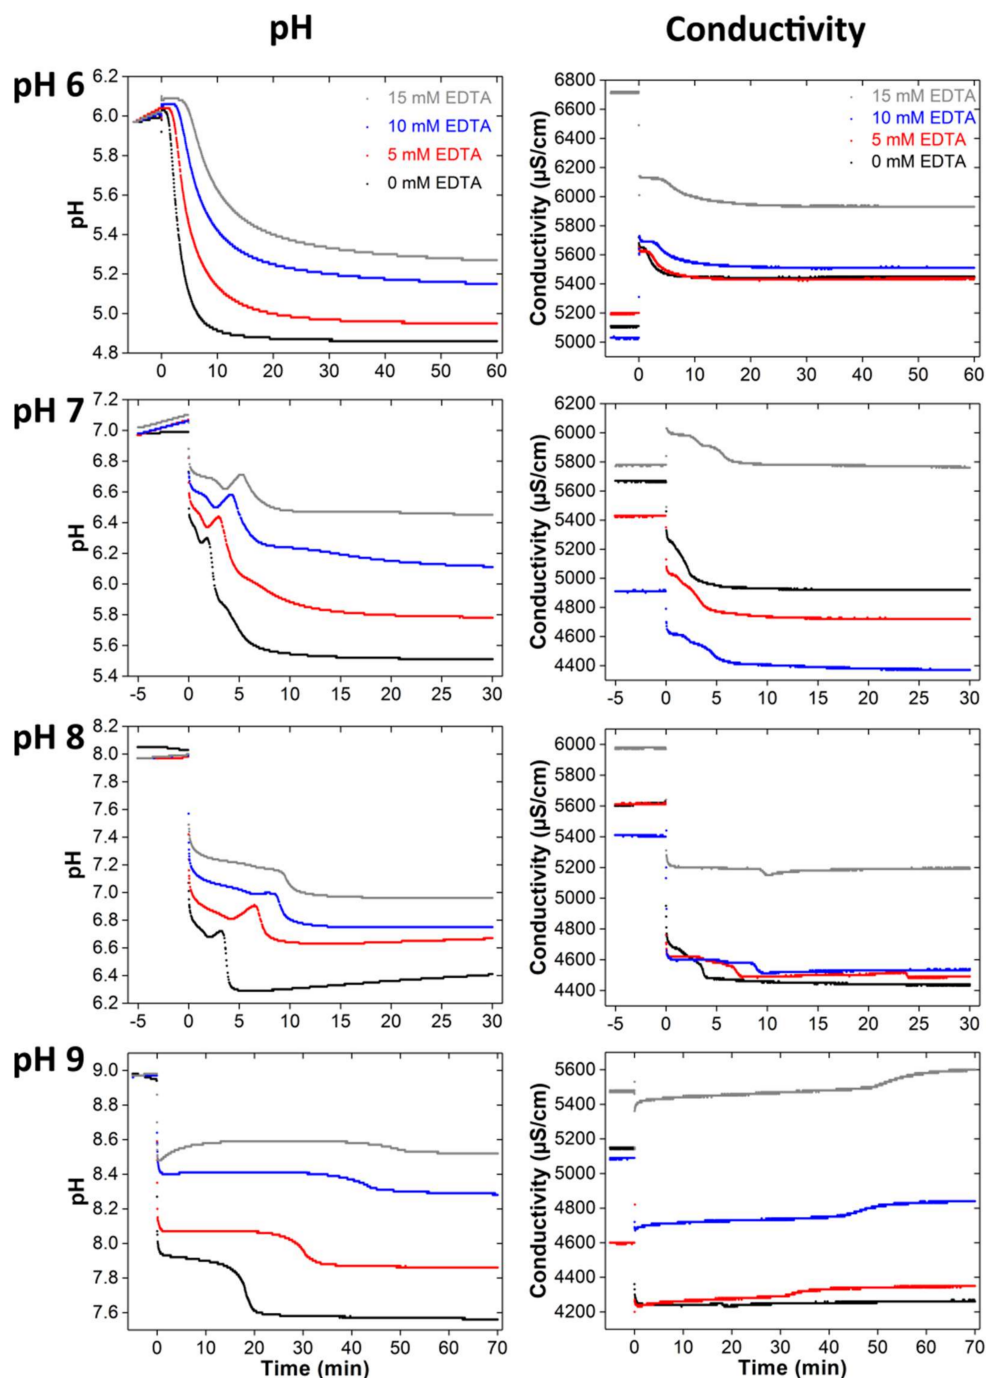 pH
Conductivity
pH 6
6.2
6.0
5.8
5.6
5.4
5.2
5.0
4.8
pH
15 mM EDTA
10 mM EDTA
5 mM EDTA
0 mM EDTA
0 10 20 30 40 50 60
6800
6600
6400
6200
6000
5800
5600
5400
5200
5000
Conductivity (µS/cm)
15 mM EDTA
10 mM EDTA
5 mM EDTA
0 mM EDTA
0 10 20 30 40 50 60
pH 7
7.2
7.0
6.8
6.6
6.4
6.2
6.0
5.8
5.6
5.4
pH
-5 0 5 10 15 20 25 30
6200
6000
5800
5600
5400
5200
5000
4800
4600
4400
Conductivity (µS/cm)
-5 0 5 10 15 20 25 30
pH 8
8.2
8.0
7.8
7.6
7.4
7.2
7.0
6.8
6.6
6.4
6.2
pH
-5 0 5 10 15 20 25 30
6000
5800
5600
5400
5200
5000
4800
4600
4400
Conductivity (µS/cm)
-5 0 5 10 15 20 25 30
pH 9
9.0
8.8
8.6
8.4
8.2
8.0
7.8
7.6
pH
0 10 20 30 40 50 60 70
Time (min)
5600
5400
5200
5000
4800
4600
4400
4200
Conductivity (µS/cm)
0 10 20 30 40 50 60 70
Time (min)